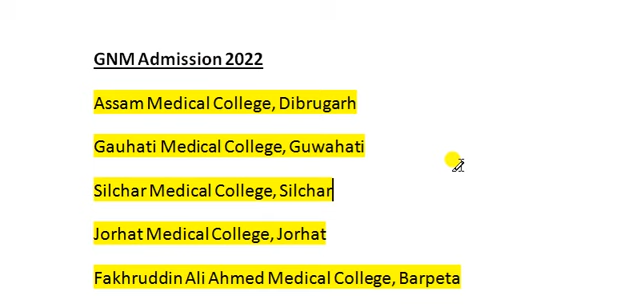 GNM Admission 2022
Assam Medical College, Dibrugarh
Gauhati Medical College, Guwahati
Silchar Medical College, Silchar
Jorhat Medical College, Jorhat
Fakhruddin Ali Ahmed Medical College, Barpeta